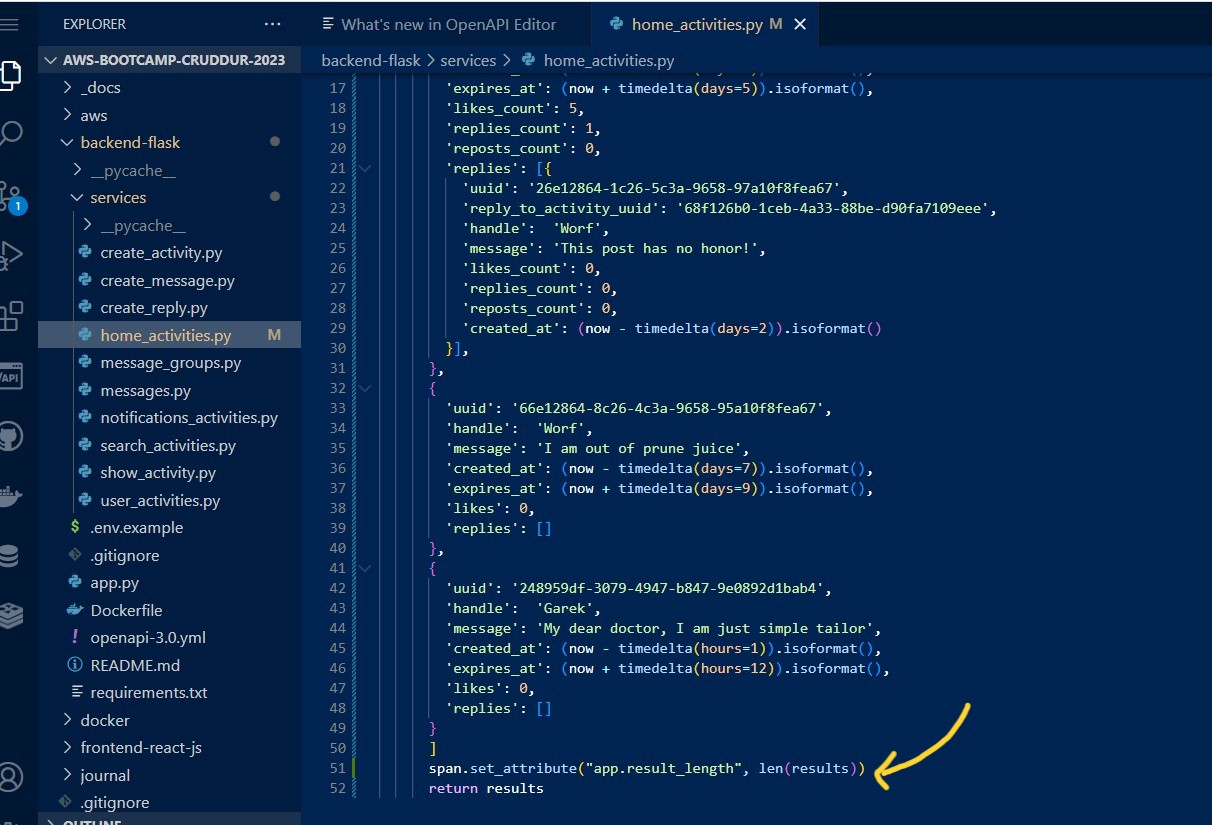 EXPLORER ...
What's new in OpenAPI Editor
home_activities.py M
AWS-BOOTCAMP-CRUDDUR-2023
_docs
aws
backend-flask
__pycache__
services
__pycache__
create_activity.py
create_message.py
create_reply.py
home_activities.py M
message_groups.py
messages.py
notifications_activities.py
search_activities.py
show_activity.py
user_activities.py
$ .env.example
.gitignore
app.py
Dockerfile
! openapi-3.0.yml
README.md
requirements.txt
docker
frontend-react-js
journal
.gitignore
OUTLINE
1
API
backend-flask > services > home_activities.py
17 'expires_at': (now + timedelta(days=5)).isoformat(),
18 'likes_count': 5,
19 'replies_count': 1,
20 'reposts_count': 0,
21 'replies': [{
22 'uuid': '26e12864-1c26-5c3a-9658-97a10f8fea67',
23 'reply_to_activity_uuid': '68f126b0-1ceb-4a33-88be-d90fa7109eee',
24 'handle':  'Worf',
25 'message': 'This post has no honor!',
26 'likes_count': 0,
27 'replies_count': 0,
28 'reposts_count': 0,
29 'created_at': (now - timedelta(days=2)).isoformat()
30 }],
31 },
32 {
33 'uuid': '66e12864-8c26-4c3a-9658-95a10f8fea67',
34 'handle':  'Worf',
35 'message': 'I am out of prune juice',
36 'created_at': (now - timedelta(days=7)).isoformat(),
37 'expires_at': (now + timedelta(days=9)).isoformat(),
38 'likes': 0,
39 'replies': []
40 },
41 {
42 'uuid': '248959df-3079-4947-b847-9e0892d1bab4',
43 'handle':  'Garek',
44 'message': 'My dear doctor, I am just simple tailor',
45 'created_at': (now - timedelta(hours=1)).isoformat(),
46 'expires_at': (now + timedelta(hours=12)).isoformat(),
47 'likes': 0,
48 'replies': []
49 }
50 ]
51 span.set_attribute("app.result_length", len(results))
52 return results